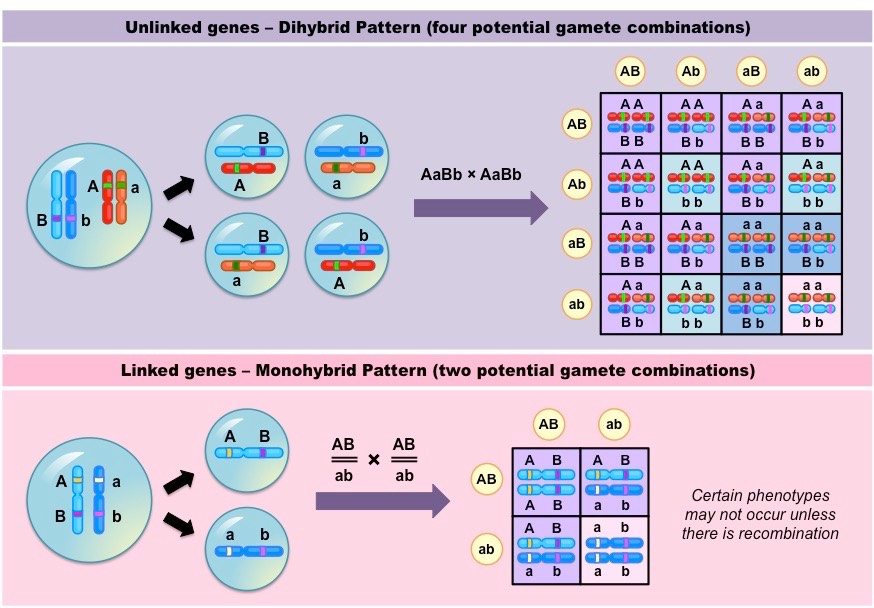 Unlinked genes – Dihybrid Pattern (four potential gamete combinations)
AB Ab aB ab
B b
A a
B b
A a
B b
a A
AaBb × AaBb
AB
A A A A A a A a
B B B b B B B b
Ab
A A A A A a A a
B b b b B b b b
aB
A a A a a a a a
B B B b B B B b
ab
A a A a a a a a
B b b b B b b b
Linked genes – Monohybrid Pattern (two potential gamete combinations)
A a
B b
A B
a b
AB × AB
ab ab
AB ab
AB
A B A B
A B a b
ab
A B a b
a b a b
Certain phenotypes
may not occur unless
there is recombination